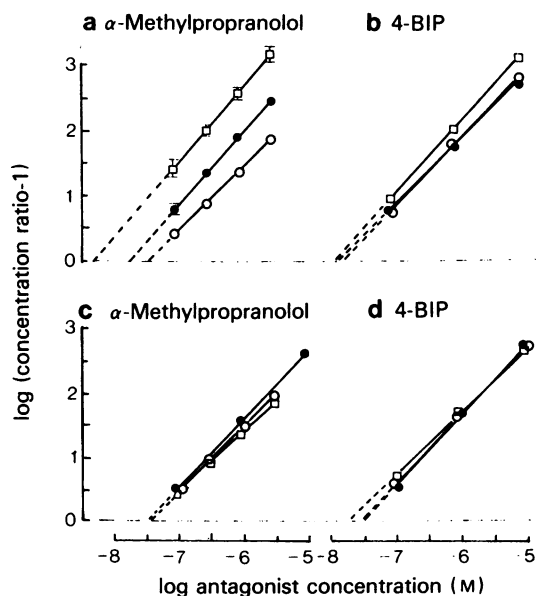 a α-Methylpropranolol
b 4-BIP
3
2
1
0
c α-Methylpropranolol
d 4-BIP
3
2
1
0
-8 -7 -6 -5 -8 -7 -6 -5
log (concentration ratio-1)
log antagonist concentration (M)